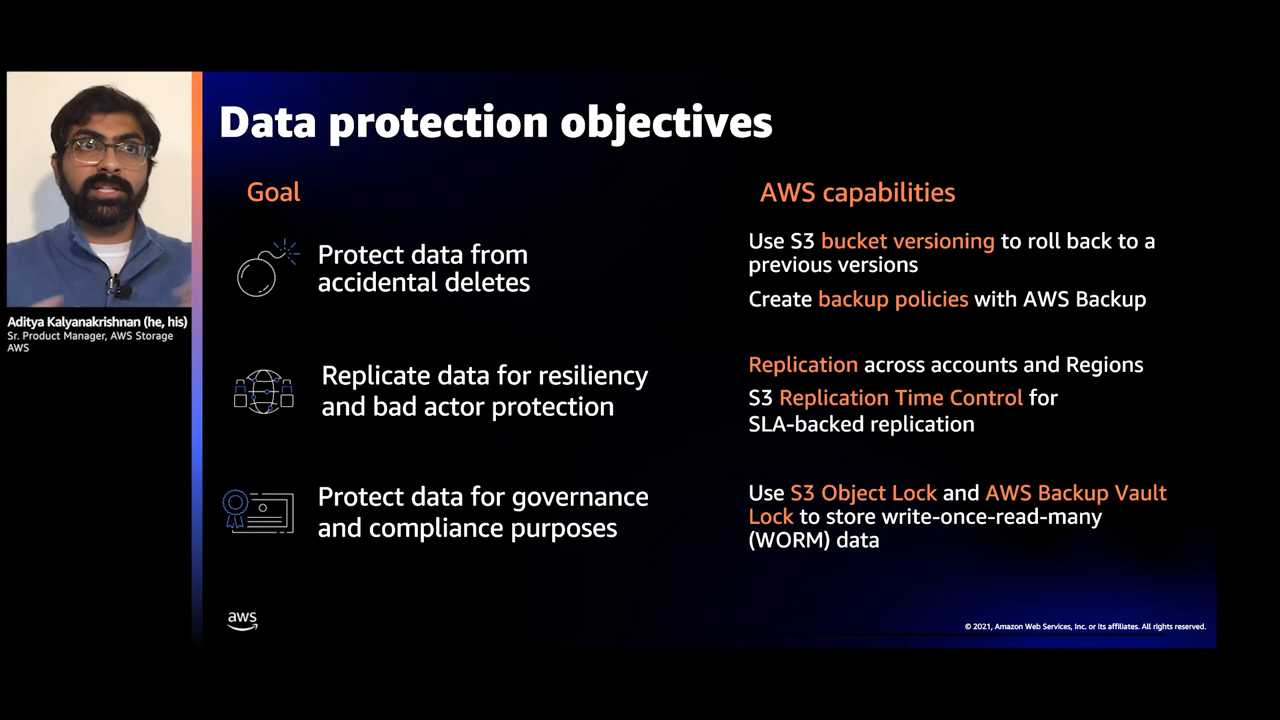 Data protection objectives
Goal
AWS capabilities
Protect data from
accidental deletes
Use S3 bucket versioning to roll back to a
previous versions
Create backup policies with AWS Backup
Replicate data for resiliency
and bad actor protection
Replication across accounts and Regions
S3 Replication Time Control for
SLA-backed replication
Protect data for governance
and compliance purposes
Use S3 Object Lock and AWS Backup Vault
Lock to store write-once-read-many
(WORM) data
Aditya Kalyanakrishnan (he, his)
Sr. Product Manager, AWS Storage
AWS
aws
© 2021, Amazon Web Services, Inc. or its affiliates. All rights reserved.